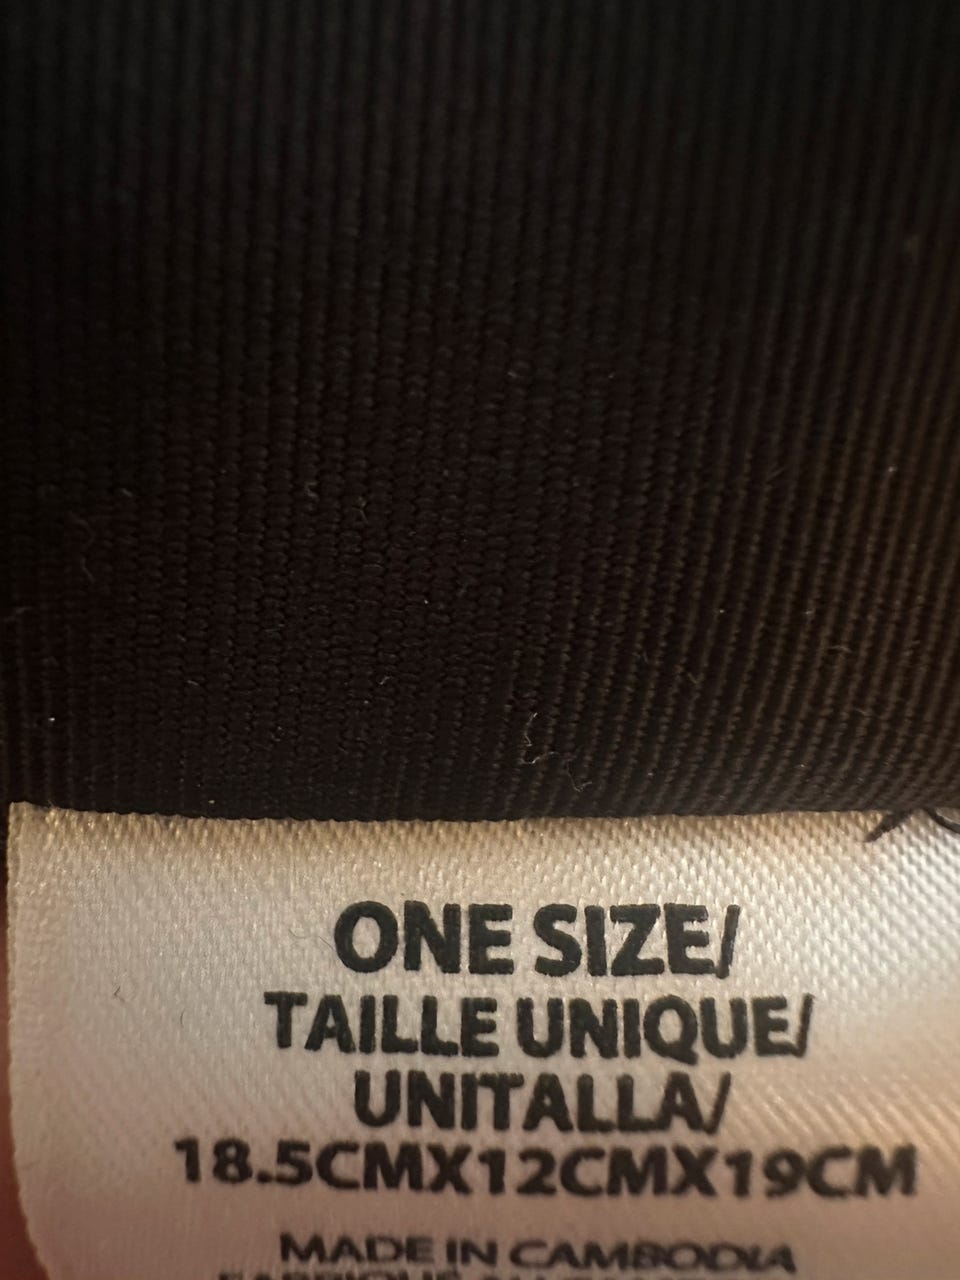 ONE SIZE/
TAILLE UNIQUE/
UNITALLA/
18.5CMX12CMX19CM
MADE IN CAMBODIA